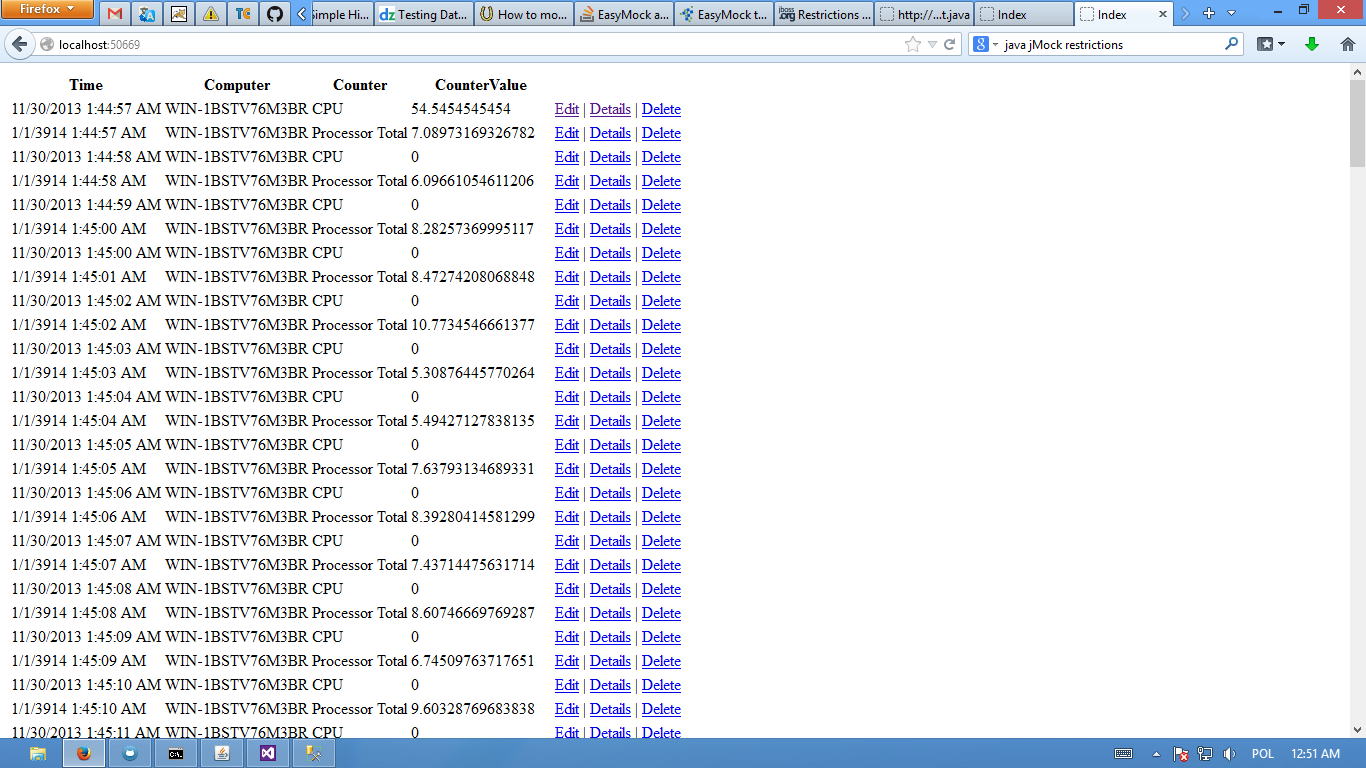 Firefox
TC
Simple Hi...
dz Testing Dat...
How to mo...
EasyMock a...
EasyMock t...
jboss.org Restrictions ...
http://...t.java
Index
Index
localhost:50669
java jMock restrictions
Time Computer Counter CounterValue
11/30/2013 1:44:57 AM WIN-1BSTV76M3BR CPU 54.5454545454 Edit | Details | Delete
1/1/3914 1:44:57 AM WIN-1BSTV76M3BR Processor Total 7.08973169326782 Edit | Details | Delete
11/30/2013 1:44:58 AM WIN-1BSTV76M3BR CPU 0 Edit | Details | Delete
1/1/3914 1:44:58 AM WIN-1BSTV76M3BR Processor Total 6.09661054611206 Edit | Details | Delete
11/30/2013 1:44:59 AM WIN-1BSTV76M3BR CPU 0 Edit | Details | Delete
1/1/3914 1:45:00 AM WIN-1BSTV76M3BR Processor Total 8.28257369995117 Edit | Details | Delete
11/30/2013 1:45:00 AM WIN-1BSTV76M3BR CPU 0 Edit | Details | Delete
1/1/3914 1:45:01 AM WIN-1BSTV76M3BR Processor Total 8.47274208068848 Edit | Details | Delete
11/30/2013 1:45:02 AM WIN-1BSTV76M3BR CPU 0 Edit | Details | Delete
1/1/3914 1:45:02 AM WIN-1BSTV76M3BR Processor Total 10.7734546661377 Edit | Details | Delete
11/30/2013 1:45:03 AM WIN-1BSTV76M3BR CPU 0 Edit | Details | Delete
1/1/3914 1:45:03 AM WIN-1BSTV76M3BR Processor Total 5.30876445770264 Edit | Details | Delete
11/30/2013 1:45:04 AM WIN-1BSTV76M3BR CPU 0 Edit | Details | Delete
1/1/3914 1:45:04 AM WIN-1BSTV76M3BR Processor Total 5.49427127838135 Edit | Details | Delete
11/30/2013 1:45:05 AM WIN-1BSTV76M3BR CPU 0 Edit | Details | Delete
1/1/3914 1:45:05 AM WIN-1BSTV76M3BR Processor Total 7.63793134689331 Edit | Details | Delete
11/30/2013 1:45:06 AM WIN-1BSTV76M3BR CPU 0 Edit | Details | Delete
1/1/3914 1:45:06 AM WIN-1BSTV76M3BR Processor Total 8.39280414581299 Edit | Details | Delete
11/30/2013 1:45:07 AM WIN-1BSTV76M3BR CPU 0 Edit | Details | Delete
1/1/3914 1:45:07 AM WIN-1BSTV76M3BR Processor Total 7.43714475631714 Edit | Details | Delete
11/30/2013 1:45:08 AM WIN-1BSTV76M3BR CPU 0 Edit | Details | Delete
1/1/3914 1:45:08 AM WIN-1BSTV76M3BR Processor Total 8.60746669769287 Edit | Details | Delete
11/30/2013 1:45:09 AM WIN-1BSTV76M3BR CPU 0 Edit | Details | Delete
1/1/3914 1:45:09 AM WIN-1BSTV76M3BR Processor Total 6.74509763717651 Edit | Details | Delete
11/30/2013 1:45:10 AM WIN-1BSTV76M3BR CPU 0 Edit | Details | Delete
1/1/3914 1:45:10 AM WIN-1BSTV76M3BR Processor Total 9.60328769683838 Edit | Details | Delete
11/30/2013 1:45:11 AM WIN-1BSTV76M3BR CPU 0 Edit | Details | Delete
POL 12:51 AM